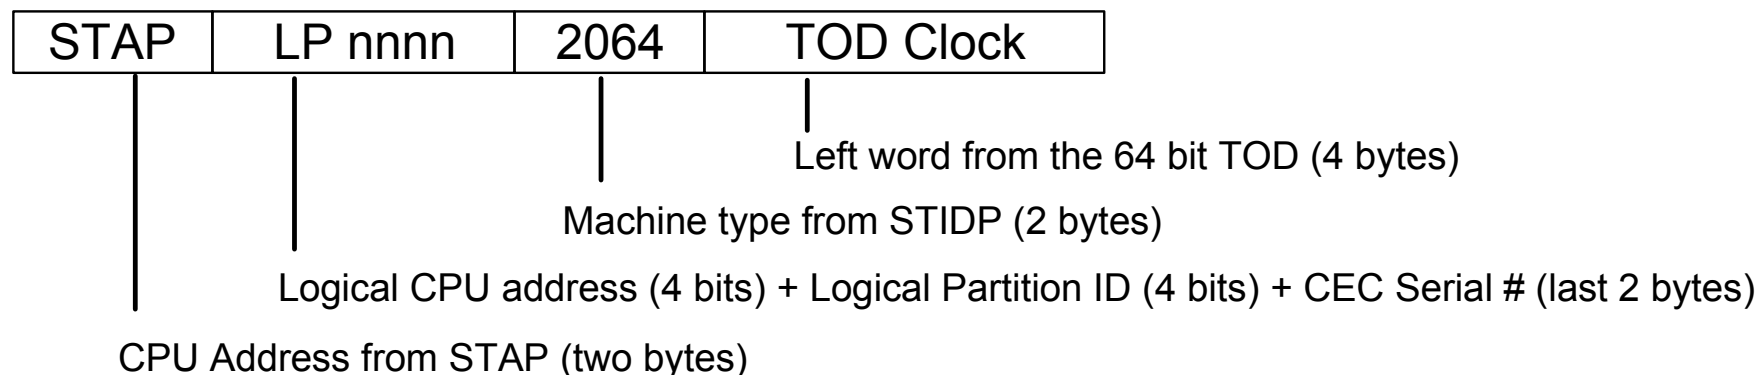 STAP LP nnnn 2064 TOD Clock
Left word from the 64 bit TOD (4 bytes)
Machine type from STIDP (2 bytes)
Logical CPU address (4 bits) + Logical Partition ID (4 bits) + CEC Serial # (last 2 bytes)
CPU Address from STAP (two bytes)